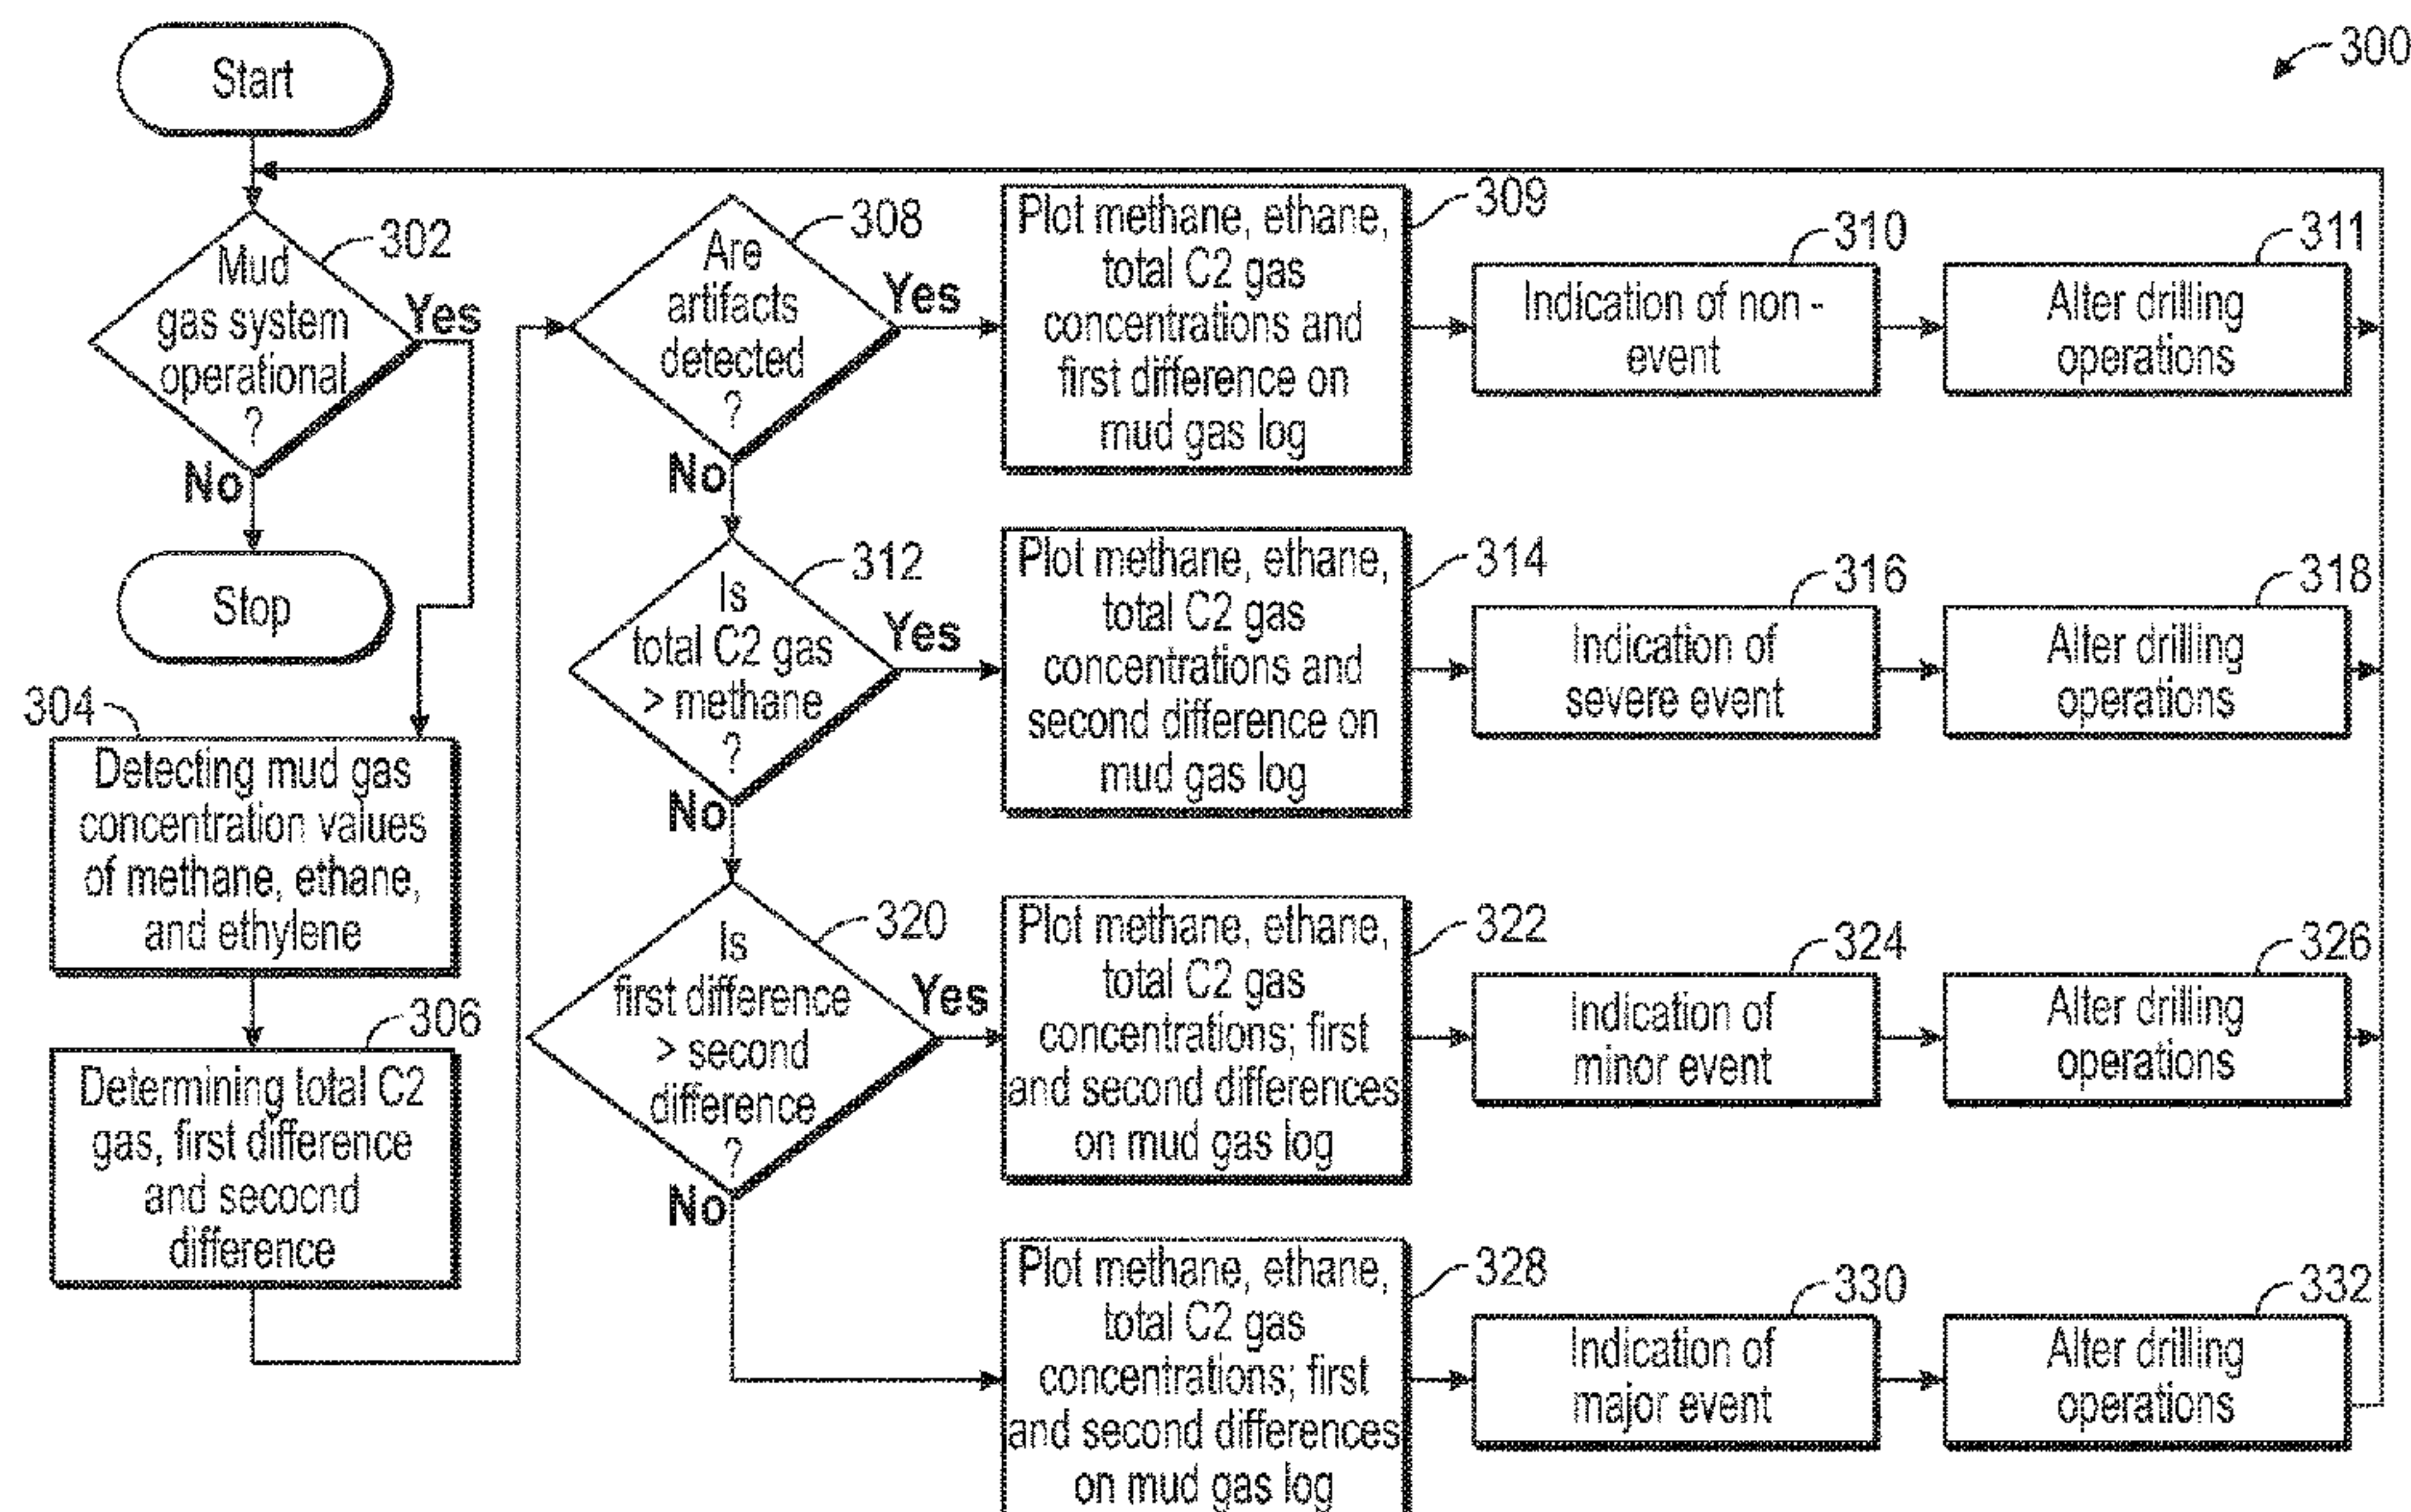 300
Start
302
Mud
gas system
operational
?
Yes
No
Stop
304
Detecting mud gas
concentration values
of methane, ethane,
and ethylene
306
Determining total C2
gas, first difference
and secocnd
difference
308
Are
artifacts
detected
?
Yes
No
309
Plot methane, ethane,
total C2 gas
concentrations and
first difference on
mud gas log
310
Indication of non -
event
311
Alter drilling
operations
312
Is
total C2 gas
> methane
?
Yes
No
314
Plot methane, ethane,
total C2 gas
concentrations and
second difference on
mud gas log
316
Indication of
severe event
318
Alter drilling
operations
320
Is
first difference
> second
difference
?
Yes
No
322
Plot methane, ethane,
total C2 gas
concentrations; first
and second differences
on mud gas log
324
Indication of
minor event
326
Alter drilling
operations
328
Plot methane, ethane,
total C2 gas
concentrations; first
and second differences
on mud gas log
330
Indication of
major event
332
Alter drilling
operations